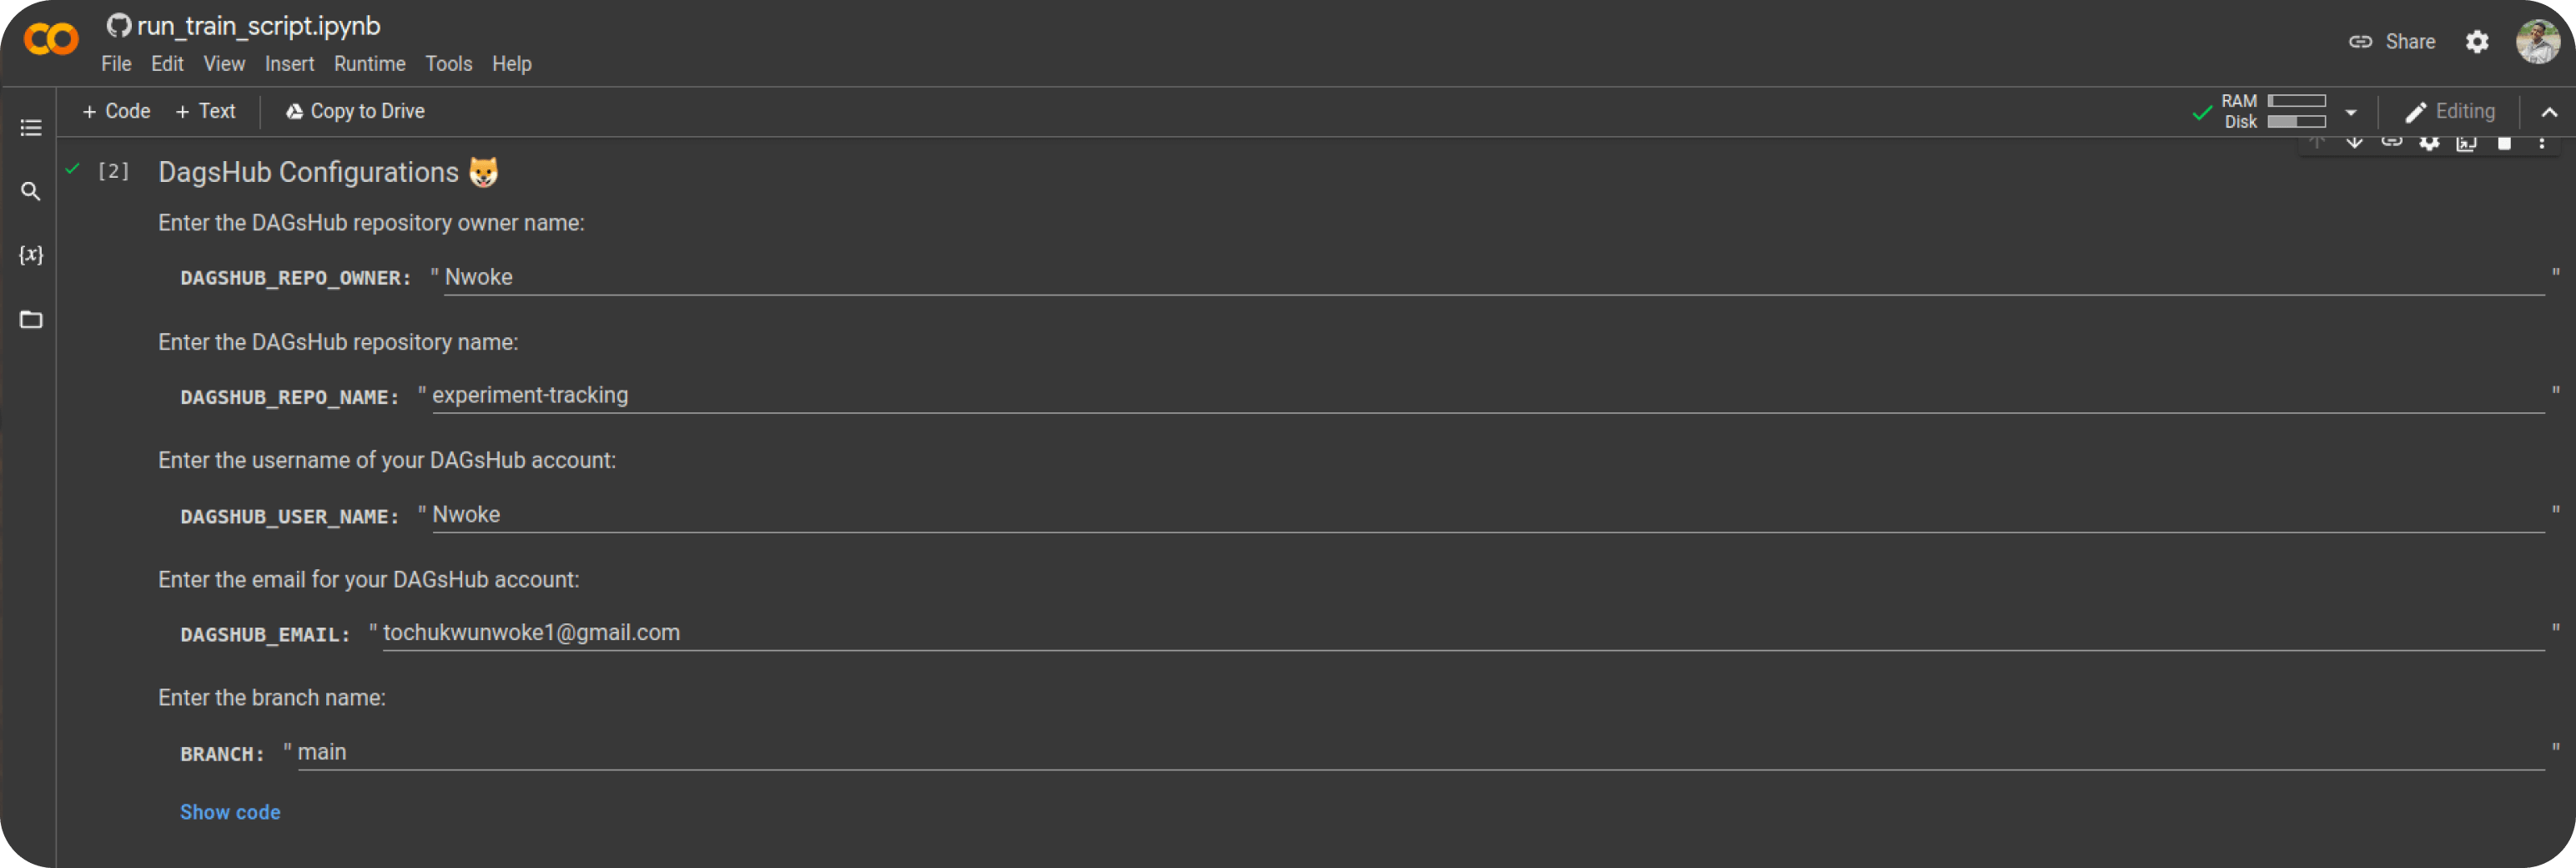 run_train_script.ipynb
Share
File Edit View Insert Runtime Tools Help
+ Code + Text Copy to Drive
RAM
Disk
Editing
[2] DagsHub Configurations
Enter the DAGsHub repository owner name:
DAGSHUB_REPO_OWNER: " Nwoke "
Enter the DAGsHub repository name:
DAGSHUB_REPO_NAME: " experiment-tracking "
Enter the username of your DAGsHub account:
DAGSHUB_USER_NAME: " Nwoke "
Enter the email for your DAGsHub account:
DAGSHUB_EMAIL: " tochukwunwoke1@gmail.com "
Enter the branch name:
BRANCH: " main "
Show code